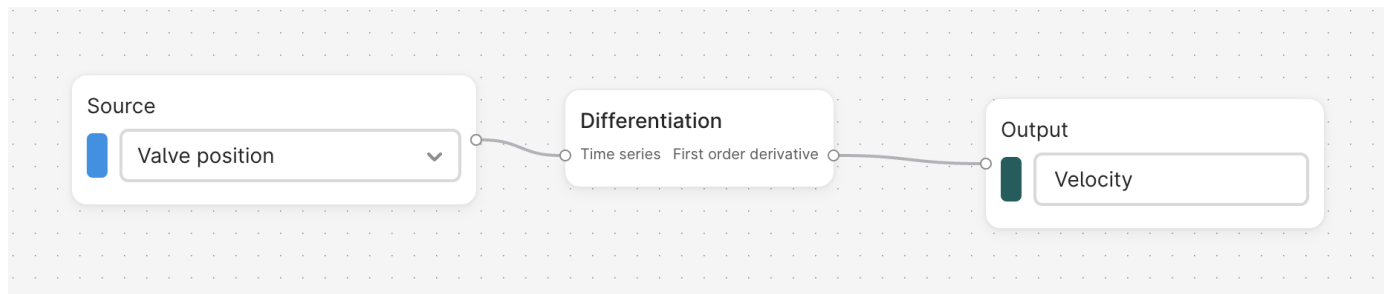 Source
Valve position
Differentiation
Time series First order derivative
Output
Velocity